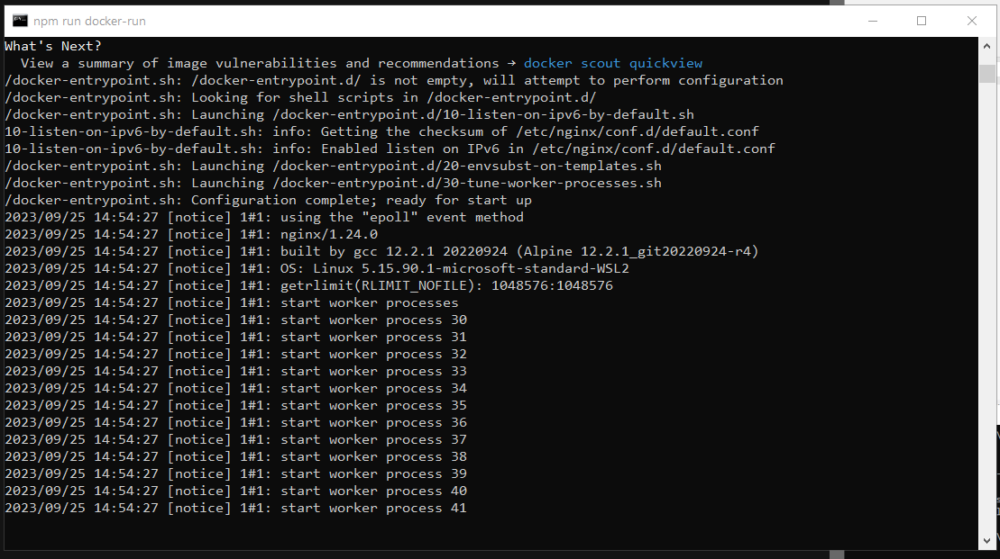 npm run docker-run
What's Next?
View a summary of image vulnerabilities and recommendations → docker scout quickview
/docker-entrypoint.sh: /docker-entrypoint.d/ is not empty, will attempt to perform configuration
/docker-entrypoint.sh: Looking for shell scripts in /docker-entrypoint.d/
/docker-entrypoint.sh: Launching /docker-entrypoint.d/10-listen-on-ipv6-by-default.sh
10-listen-on-ipv6-by-default.sh: info: Getting the checksum of /etc/nginx/conf.d/default.conf
10-listen-on-ipv6-by-default.sh: info: Enabled listen on IPv6 in /etc/nginx/conf.d/default.conf
/docker-entrypoint.sh: Launching /docker-entrypoint.d/20-envsubst-on-templates.sh
/docker-entrypoint.sh: Launching /docker-entrypoint.d/30-tune-worker-processes.sh
/docker-entrypoint.sh: Configuration complete; ready for start up
2023/09/25 14:54:27 [notice] 1#1: using the "epoll" event method
2023/09/25 14:54:27 [notice] 1#1: nginx/1.24.0
2023/09/25 14:54:27 [notice] 1#1: built by gcc 12.2.1 20220924 (Alpine 12.2.1_git20220924-r4)
2023/09/25 14:54:27 [notice] 1#1: OS: Linux 5.15.90.1-microsoft-standard-WSL2
2023/09/25 14:54:27 [notice] 1#1: getrlimit(RLIMIT_NOFILE): 1048576:1048576
2023/09/25 14:54:27 [notice] 1#1: start worker processes
2023/09/25 14:54:27 [notice] 1#1: start worker process 30
2023/09/25 14:54:27 [notice] 1#1: start worker process 31
2023/09/25 14:54:27 [notice] 1#1: start worker process 32
2023/09/25 14:54:27 [notice] 1#1: start worker process 33
2023/09/25 14:54:27 [notice] 1#1: start worker process 34
2023/09/25 14:54:27 [notice] 1#1: start worker process 35
2023/09/25 14:54:27 [notice] 1#1: start worker process 36
2023/09/25 14:54:27 [notice] 1#1: start worker process 37
2023/09/25 14:54:27 [notice] 1#1: start worker process 38
2023/09/25 14:54:27 [notice] 1#1: start worker process 39
2023/09/25 14:54:27 [notice] 1#1: start worker process 40
2023/09/25 14:54:27 [notice] 1#1: start worker process 41